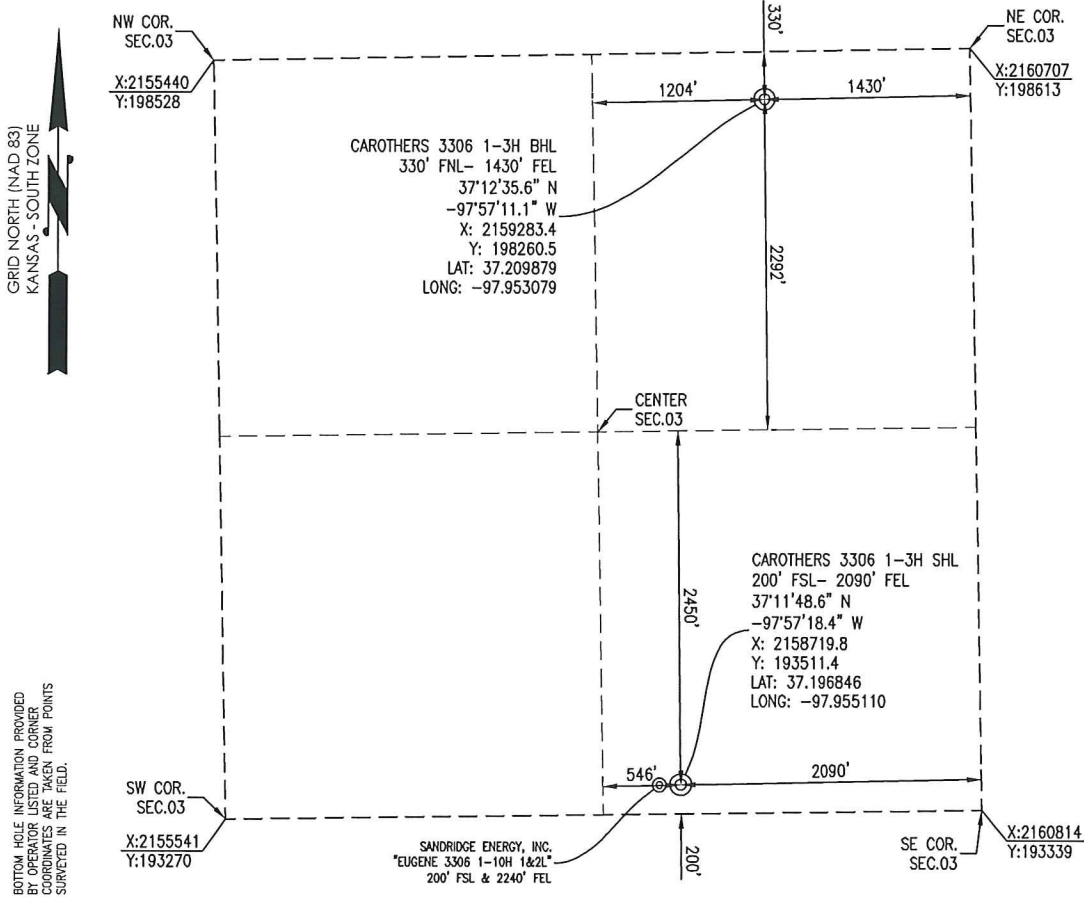 NW COR.
SEC.03
X:2155440
Y:198528
330'
NE COR.
SEC.03
X:2160707
Y:198613
1204'
1430'
GRID NORTH (NAD 83)
KANSAS - SOUTH ZONE
CAROTHERS 3306 1-3H BHL
330' FNL- 1430' FEL
37°12'35.6" N
-97°57'11.1" W
X: 2159283.4
Y: 198260.5
LAT: 37.209879
LONG: -97.953079
2292'
CENTER
SEC.03
2450'
CAROTHERS 3306 1-3H SHL
200' FSL- 2090' FEL
37°11'48.6" N
-97°57'18.4" W
X: 2158719.8
Y: 193511.4
LAT: 37.196846
LONG: -97.955110
BOTTOM HOLE INFORMATION PROVIDED
BY OPERATOR LISTED AND CORNER
COORDINATES ARE TAKEN FROM POINTS
SURVEYED IN THE FIELD.
SW COR.
SEC.03
X:2155541
Y:193270
546'
2090'
SANDRIDGE ENERGY, INC.
"EUGENE 3306 1-10H 1&2L"
200' FSL & 2240' FEL
200'
SE COR.
SEC.03
X:2160814
Y:193339